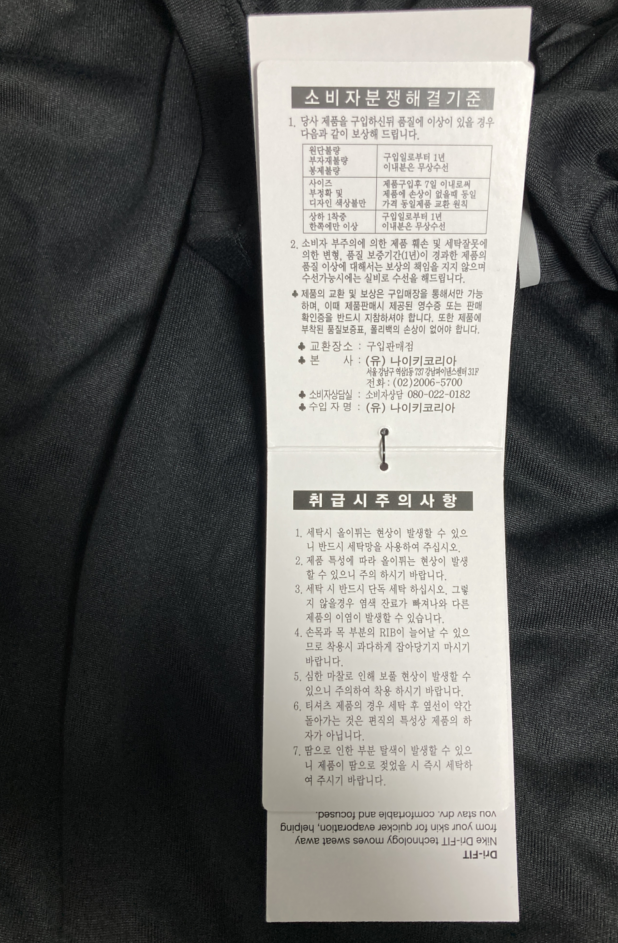 소비자분쟁해결기준
1. 당사 제품을 구입하신뒤 품질에 이상이 있을 경우
다음과 같이 보상해 드립니다.
원단불량
부자재불량
봉제불량
구입일로부터 1년
이내분은 무상수선
사이즈
부정확 및
디자인 색상불만
제품구입후 7일 이내로써
제품에 손상이 없을때 동일
가격 동일제품 교환 원칙
상하 1착중
한쪽에만 이상
구입일로부터 1년
이내분은 무상수선
2. 소비자 부주의에 의한 제품 훼손 및 세탁잘못에
의한 변형, 품질 보증기간(1년)이 경과한 제품의
품질 이상에 대해서는 보상의 책임을 지지 않으며
수선가능시에는 실비로 수선을 해드립니다.
♣ 제품의 교환 및 보상은 구입매장을 통해서만 가능
하며, 이때 제품판매시 제공된 영수증 또는 판매
확인증을 반드시 지참하셔야 합니다. 또한 제품에
부착된 품질보증표, 폴리백의 손상이 없어야 합니다.
♣ 교환장소 : 구입판매점
♣ 본 사 : (유) 나이키코리아
서울 강남구 역삼1동 737 강남파이낸스센터 31F
전화 : (02)2006-5700
♣ 소비자상담실 : 소비자상담 080-022-0182
♣ 수입자명 : (유) 나이키코리아
취급시주의사항
1. 세탁시 올이튀는 현상이 발생할 수 있으
니 반드시 세탁망을 사용하여 주십시오.
2. 제품 특성에 따라 올이튀는 현상이 발생
할 수 있으니 주의 하시기 바랍니다.
3. 세탁 시 반드시 단독 세탁 하십시오. 그렇
지 않을경우 염색 잔료가 빠져나와 다른
제품의 이염이 발생할 수 있습니다.
4. 손목과 목 부분의 RIB이 늘어날 수 있으
므로 착용시 과다하게 잡아당기지 마시기
바랍니다.
5. 심한 마찰로 인해 보풀 현상이 발생할 수
있으니 주의하여 착용 하시기 바랍니다.
6. 티셔츠 제품의 경우 세탁 후 옆선이 약간
돌아가는 것은 편직의 특성상 제품의 하
자가 아닙니다.
7. 땀으로 인한 부분 탈색이 발생할 수 있으
니 제품이 땀으로 젖었을 시 즉시 세탁하
여 주시기 바랍니다.
Dri-FIT
Nike Dri-FIT technology moves sweat away
from your skin for quicker evaporation, helping
you stay dry, comfortable and focused.